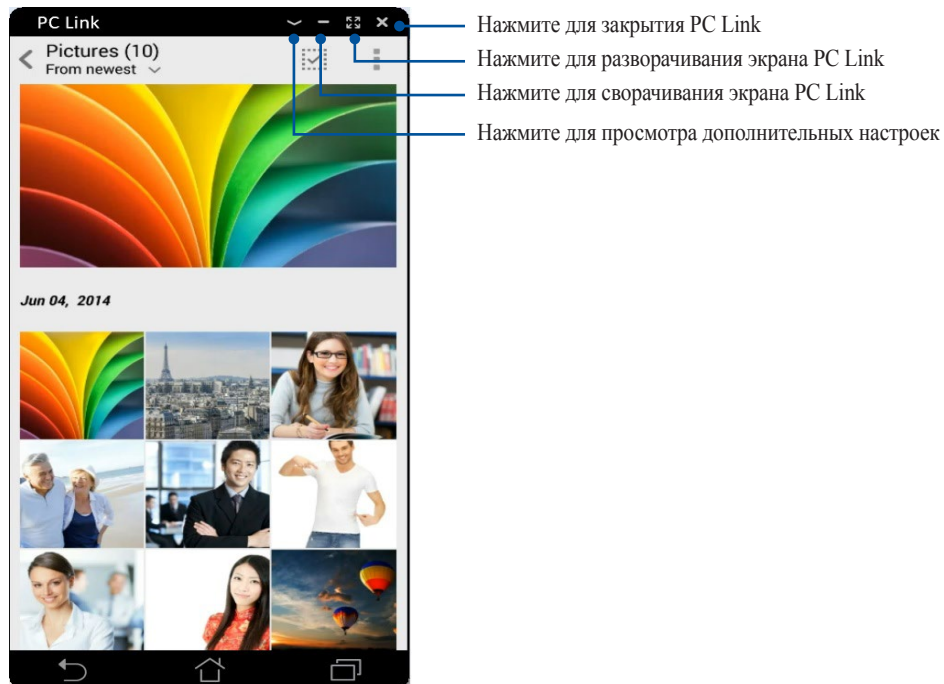 PC Link
Нажмите для закрытия PC Link
Pictures (10)
From newest
Нажмите для разворачивания экрана PC Link
Нажмите для сворачивания экрана PC Link
Нажмите для просмотра дополнительных настроек
Jun 04, 2014